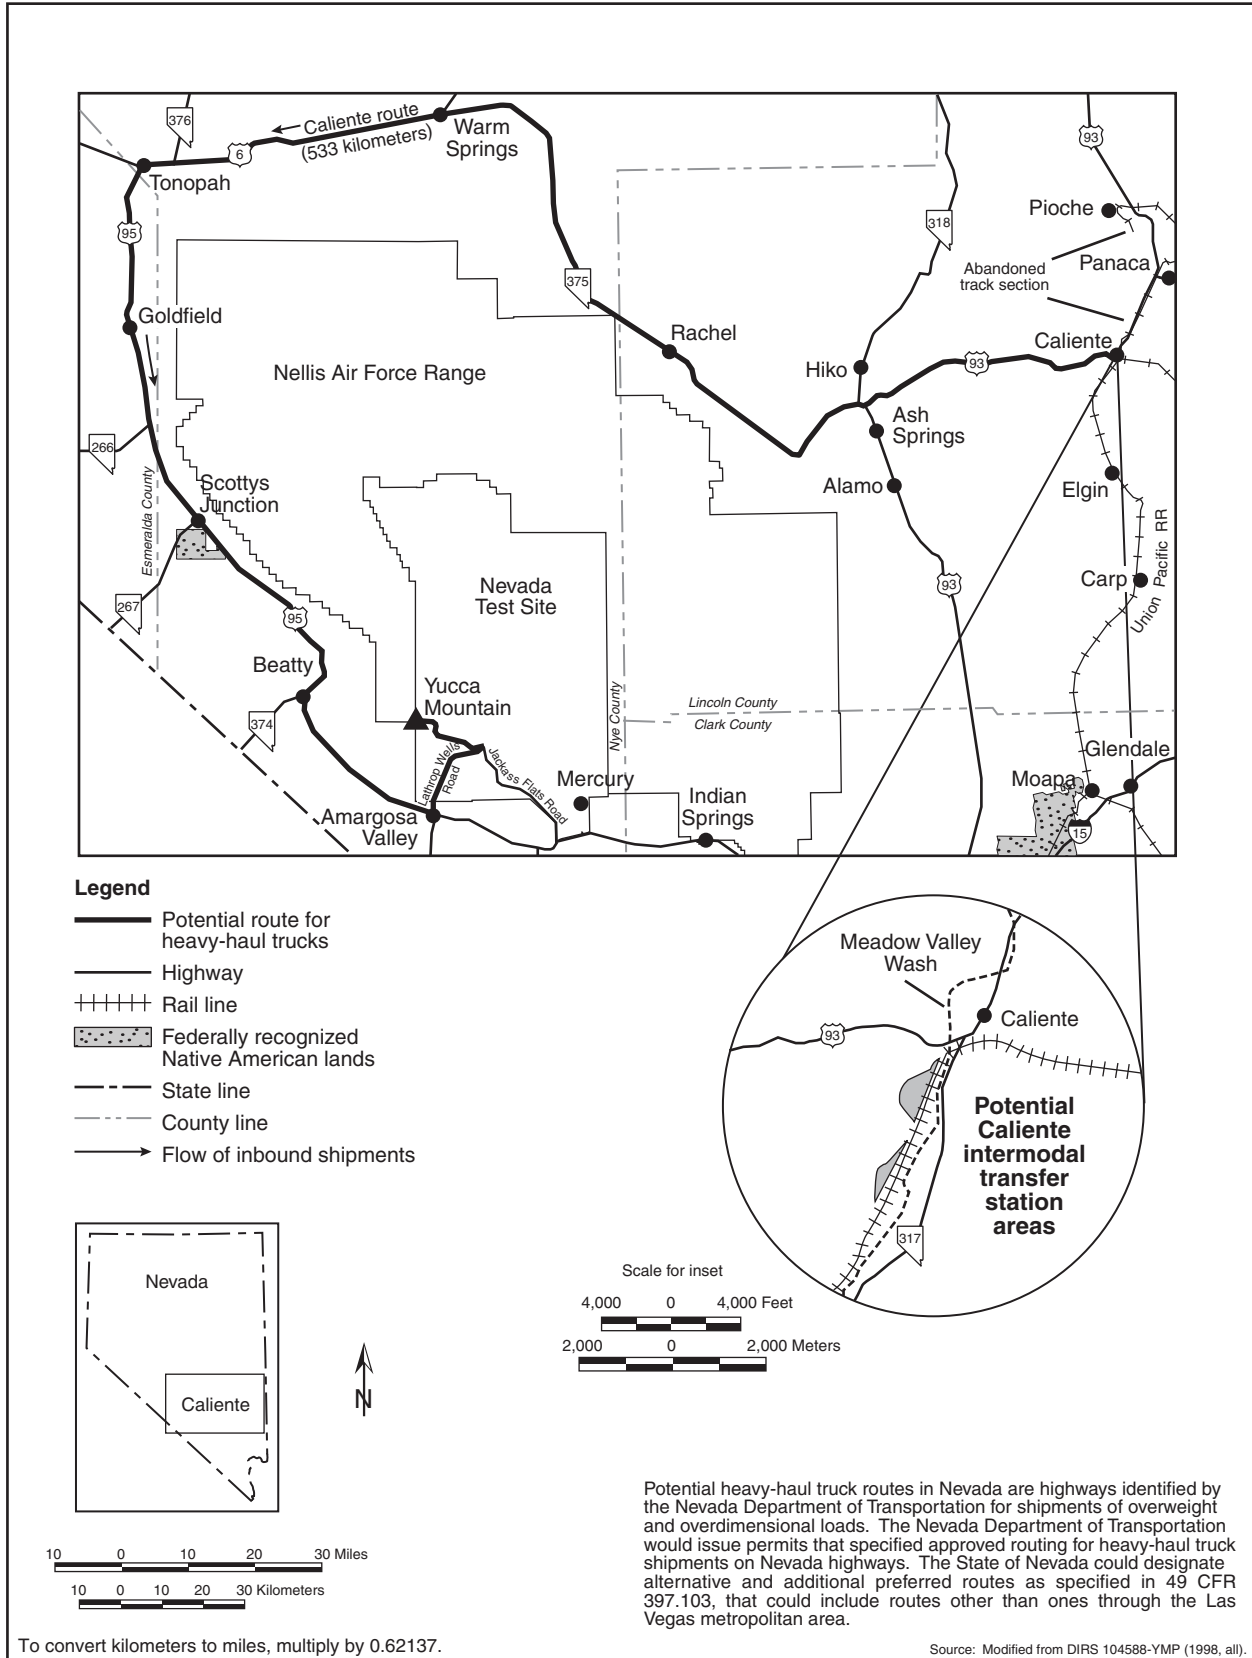 376
Caliente route
(533 kilometers)
6
Warm
Springs
Tonopah
95
93
Pioche
318
Abandoned
track section
Panaca
375
Goldfield
Rachel
Caliente
Nellis Air Force Range
Hiko
93
Ash
Springs
266
Alamo
Elgin
Scottys
Junction
Esmeralda County
Nevada
Test Site
93
Carp
Union Pacific RR
267
95
Beatty
Yucca
Mountain
374
Nye County
Lincoln County
Clark County
Lathrop Wells
Road
Jackass Flats Road
Mercury
Indian
Springs
Glendale
Moapa
15
Amargosa
Valley
Legend
Potential route for
heavy-haul trucks
Highway
Rail line
Federally recognized
Native American lands
State line
County line
Flow of inbound shipments
Meadow Valley
Wash
Caliente
93
Potential
Caliente
intermodal
transfer
station
areas
317
Nevada
Caliente
N
Scale for inset
4,000 0 4,000 Feet
2,000 0 2,000 Meters
10 0 10 20 30 Miles
10 0 10 20 30 Kilometers
To convert kilometers to miles, multiply by 0.62137.
Potential heavy-haul truck routes in Nevada are highways identified by
the Nevada Department of Transportation for shipments of overweight
and overdimensional loads. The Nevada Department of Transportation
would issue permits that specified approved routing for heavy-haul truck
shipments on Nevada highways. The State of Nevada could designate
alternative and additional preferred routes as specified in 49 CFR
397.103, that could include routes other than ones through the Las
Vegas metropolitan area.
Source: Modified from DIRS 104588-YMP (1998, all).